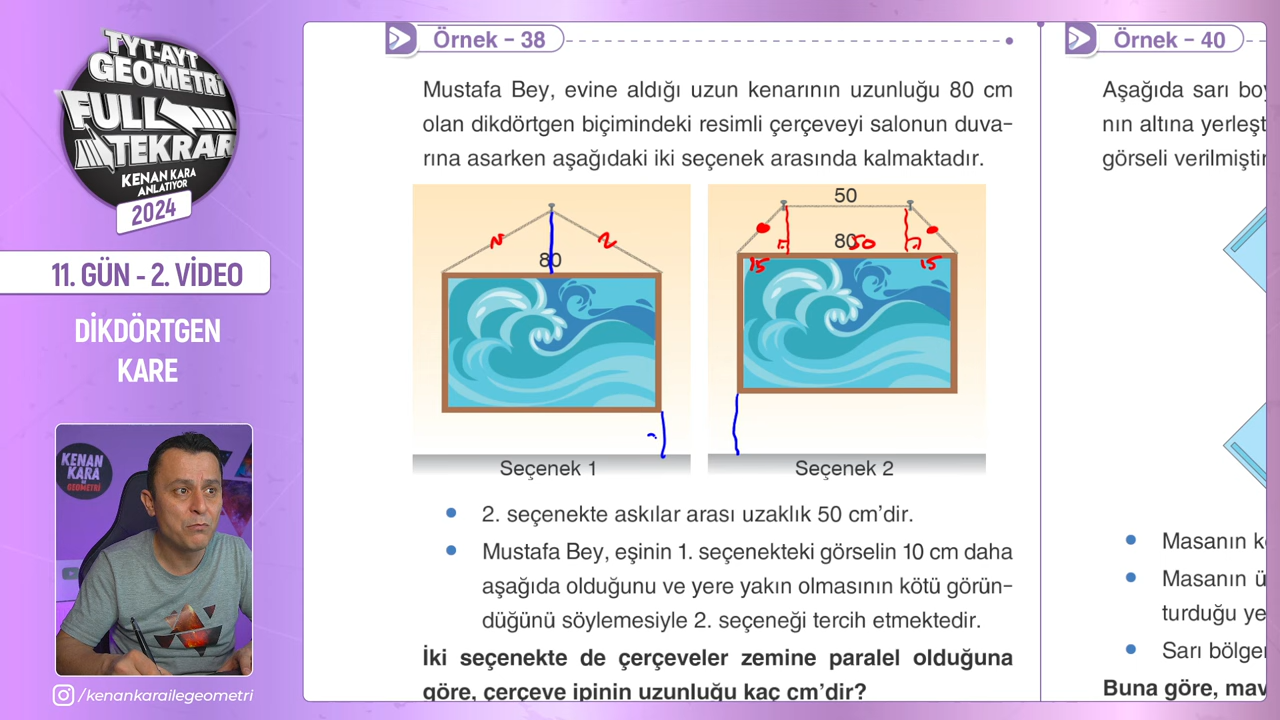 TYT-AYT
GEOMETRİ
FULL
TEKRAR
KENAN KARA
ANLATIYOR
2024
11. GÜN - 2. VİDEO
DİKDÖRTGEN
KARE
KENAN
KARA
GEOMETRİ
/kenankarailegeometri
Örnek – 38
Mustafa Bey, evine aldığı uzun kenarının uzunluğu 80 cm
olan dikdörtgen biçimindeki resimli çerçeveyi salonun duva-
rına asarken aşağıdaki iki seçenek arasında kalmaktadır.
80
Seçenek 1
50
80
50
15
15
Seçenek 2
2. seçenekte askılar arası uzaklık 50 cm’dir.
Mustafa Bey, eşinin 1. seçenekteki görselin 10 cm daha
aşağıda olduğunu ve yere yakın olmasının kötü görün-
düğünü söylemesiyle 2. seçeneği tercih etmektedir.
İki seçenekte de çerçeveler zemine paralel olduğuna
göre, çerçeve ipinin uzunluğu kaç cm’dir?
Örnek – 40
Aşağıda sarı boy
nın altına yerleşt
görseli verilmiştir
Masanın k
Masanın ü
turduğu ye
Sarı bölge
Buna göre, mav